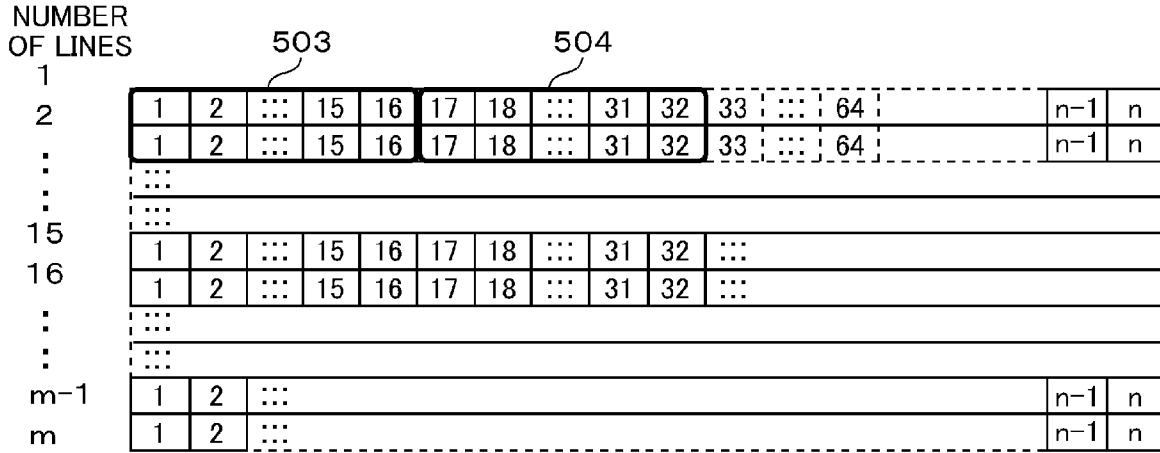 NUMBER
OF LINES
503 504
1
2
1 2 ::: 15 16 17 18 ::: 31 32 33 ::: 64 n-1 n
1 2 ::: 15 16 17 18 ::: 31 32 33 ::: 64 n-1 n
:
:::
:
:::
15
1 2 ::: 15 16 17 18 ::: 31 32 :::
16
1 2 ::: 15 16 17 18 ::: 31 32 :::
:
:::
:
:::
m-1 1 2 ::: n-1 n
m 1 2 ::: n-1 n